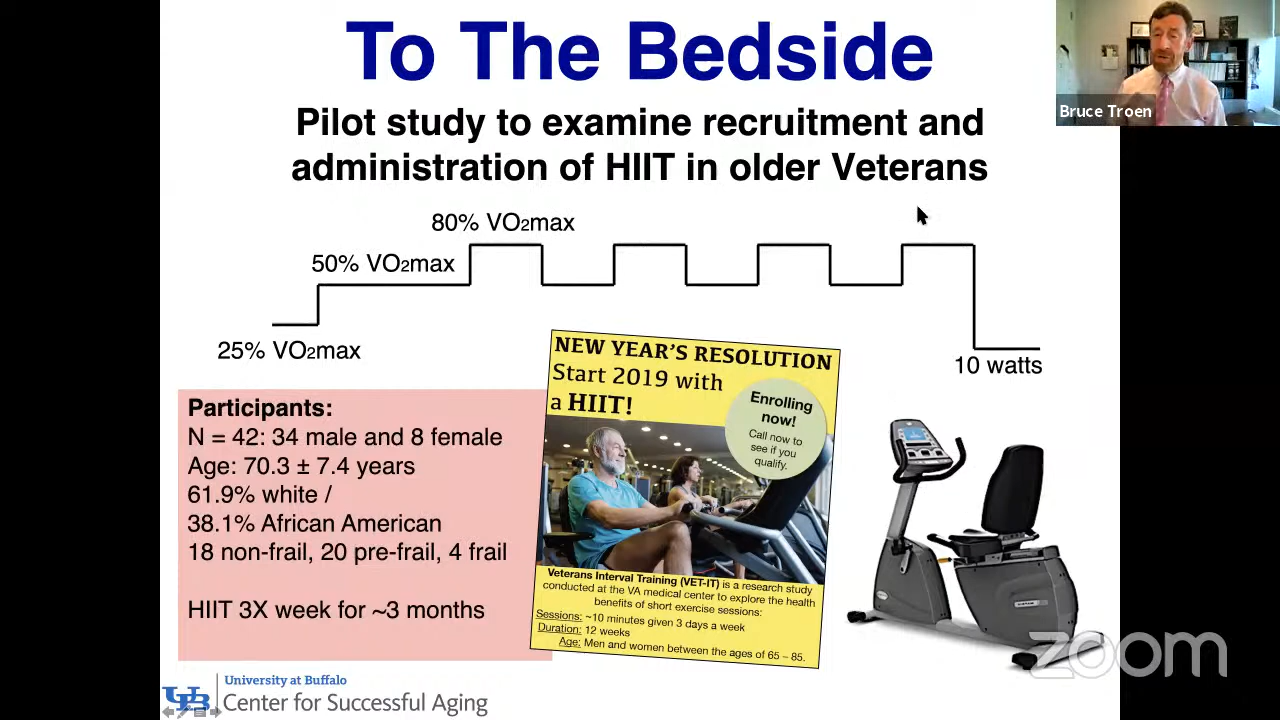 To The Bedside
Pilot study to examine recruitment and
administration of HIIT in older Veterans
Bruce Troen
80% VO2max
50% VO2max
25% VO2max
10 watts
Participants:
N = 42: 34 male and 8 female
Age: 70.3 ± 7.4 years
61.9% white /
38.1% African American
18 non-frail, 20 pre-frail, 4 frail
HIIT 3X week for ~3 months
NEW YEAR'S RESOLUTION
Start 2019 with
a HIIT!
Enrolling
now!
Call now to
see if you
qualify.
Veterans Interval Training (VET-IT) is a research study
conducted at the VA medical center to explore the health
benefits of short exercise sessions:
Sessions: ~10 minutes given 3 days a week
Duration: 12 weeks
Age: Men and women between the ages of 65 – 85.
University at Buffalo
Center for Successful Aging
zoom